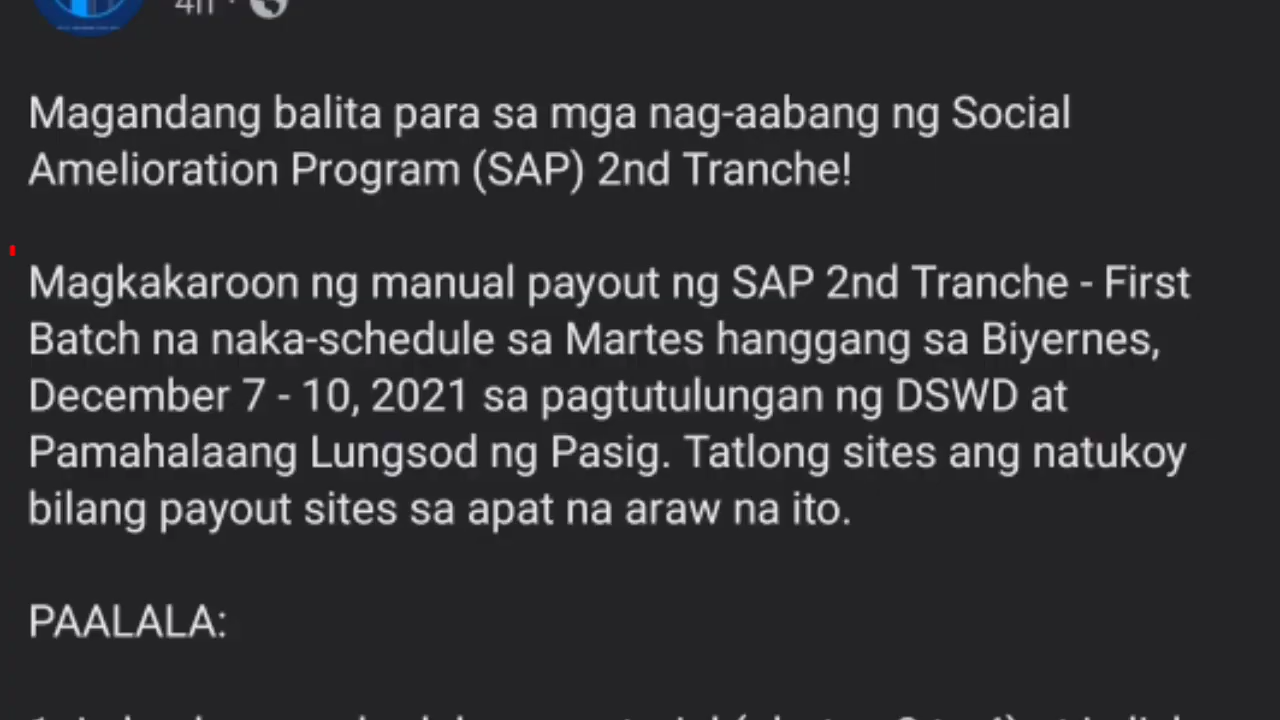 Magandang balita para sa mga nag-aabang ng Social
Amelioration Program (SAP) 2nd Tranche!
Magkakaroon ng manual payout ng SAP 2nd Tranche - First
Batch na naka-schedule sa Martes hanggang sa Biyernes,
December 7 - 10, 2021 sa pagtutulungan ng DSWD at
Pamahalaang Lungsod ng Pasig. Tatlong sites ang natukoy
bilang payout sites sa apat na araw na ito.
PAALALA: